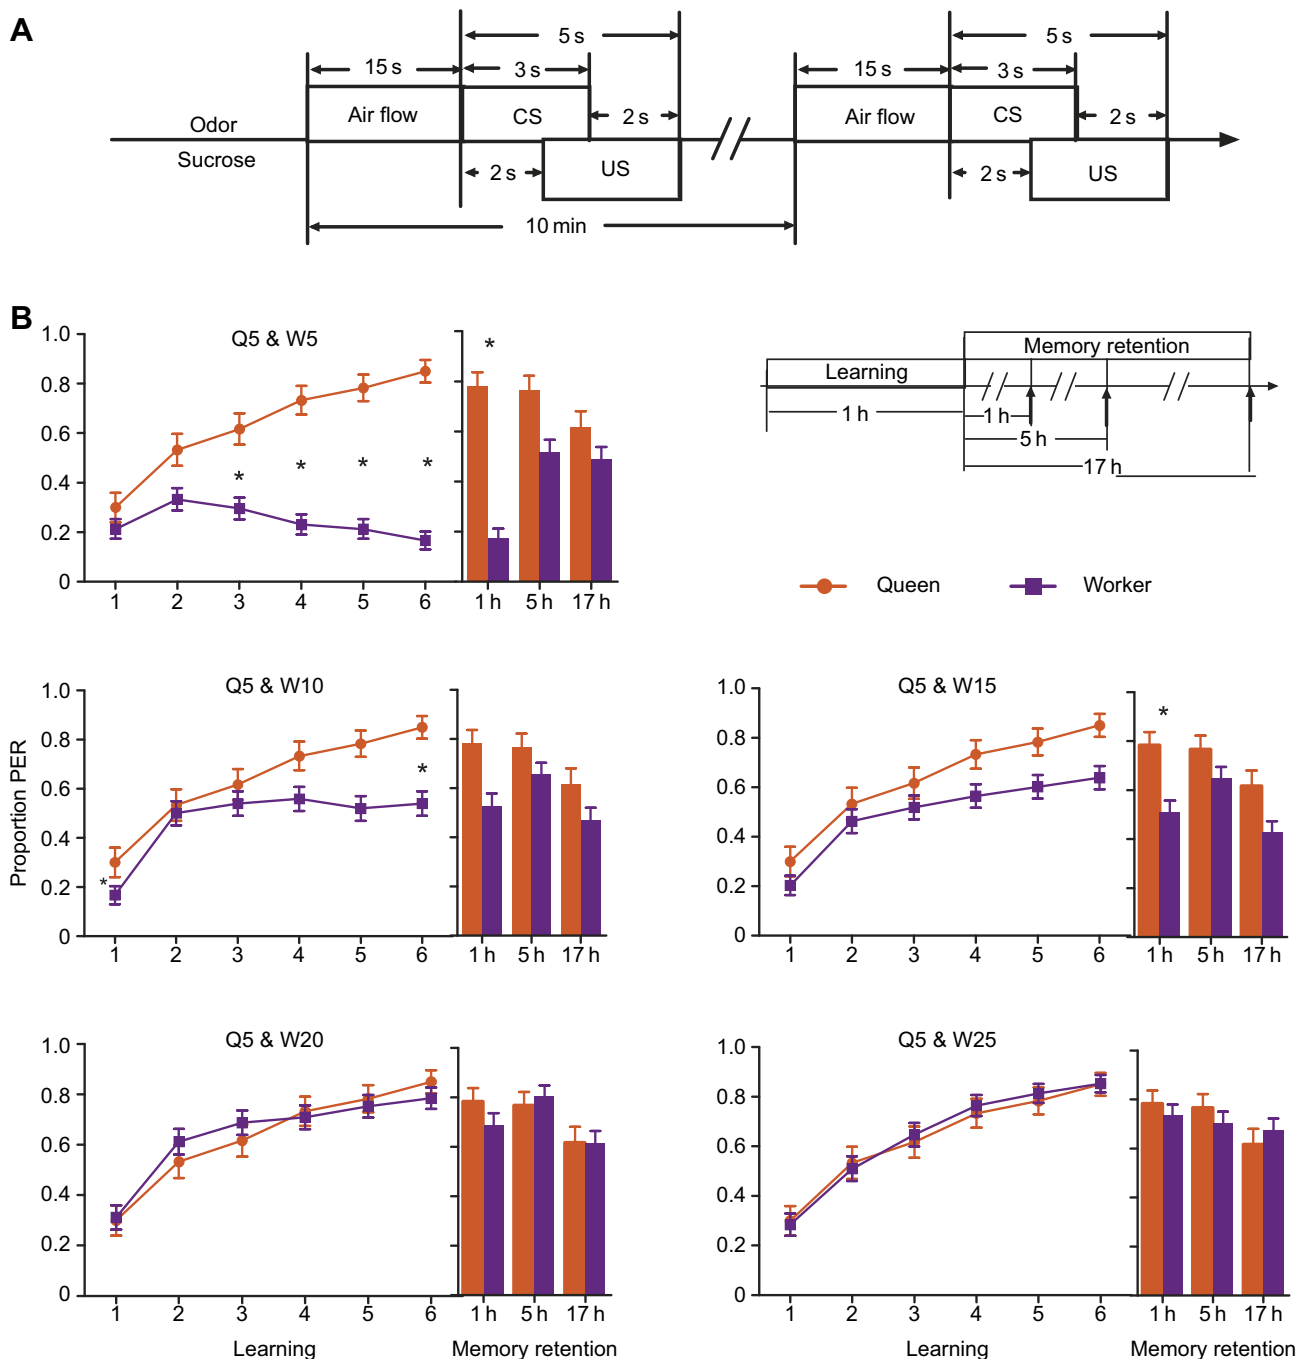 A
5 s
5 s
15 s
3 s
15 s
3 s
Air flow
CS
2 s
Air flow
CS
2 s
Odor
Sucrose
2 s
US
2 s
US
10 min
B
Q5 & W5
1.0
0.8
0.6
0.4
0.2
0
* * * *
1 2 3 4 5 6
*
1 h 5 h 17 h
Memory retention
Learning
1 h
1 h
5 h
17 h
Queen
Worker
Proportion PER
Q5 & W10
1.0
0.8
0.6
0.4
0.2
0
*
*
1 2 3 4 5 6
1 h 5 h 17 h
Q5 & W15
1.0
0.8
0.6
0.4
0.2
0
1 2 3 4 5 6
*
1 h 5 h 17 h
Q5 & W20
1.0
0.8
0.6
0.4
0.2
0
1 2 3 4 5 6
1 h 5 h 17 h
Learning
Memory retention
Q5 & W25
1.0
0.8
0.6
0.4
0.2
0
1 2 3 4 5 6
1 h 5 h 17 h
Learning
Memory retention